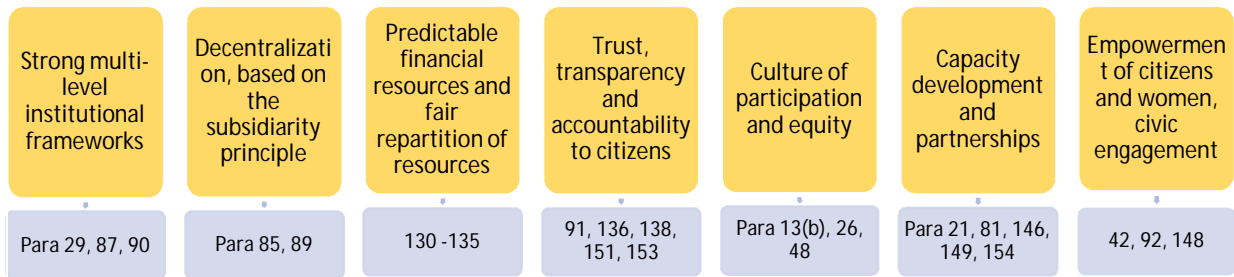 Strong multi-
level
institutional
frameworks
Para 29, 87, 90
Decentralizati
on, based on
the
subsidiarity
principle
Para 85, 89
Predictable
financial
resources and
fair
repartition of
resources
130 -135
Trust,
transparency
and
accountability
to citizens
91, 136, 138,
151, 153
Culture of
participation
and equity
Para 13(b), 26,
48
Capacity
development
and
partnerships
Para 21, 81, 146,
149, 154
Empowermen
t of citizens
and women,
civic
engagement
42, 92, 148